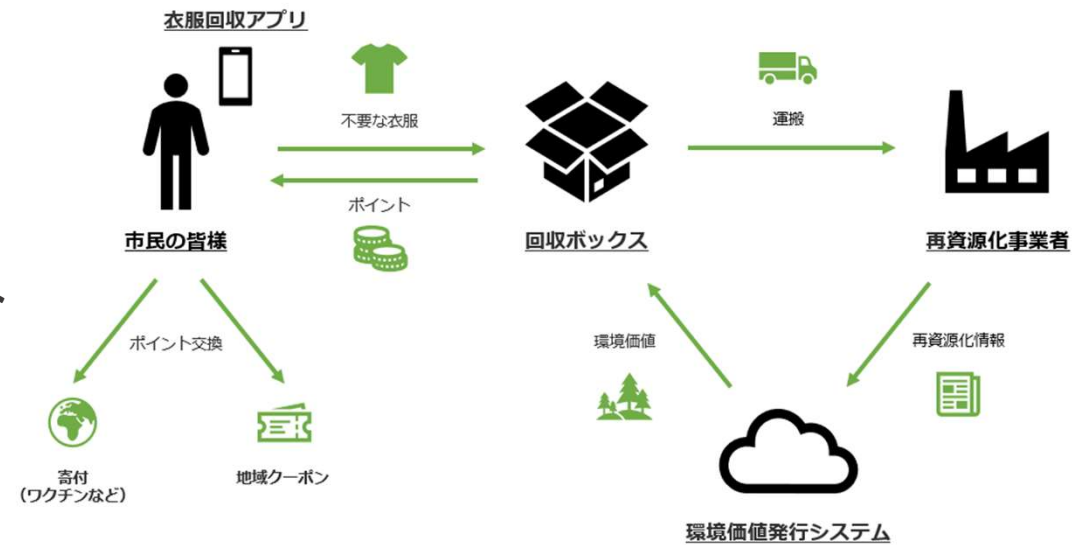 衣服回収アプリ
不要な衣服
運搬
ポイント
市民の皆様
回収ボックス
再資源化事業者
ポイント交換
環境価値
再資源化情報
寄付
（ワクチンなど）
地域クーポン
環境価値発行システム